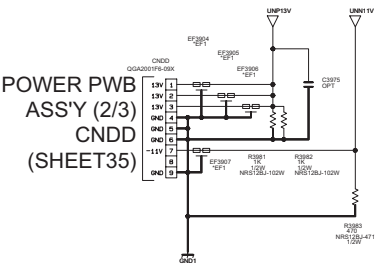 UNP13V
UNN11V
EF3904
*EF1
EF3905
*EF1
EF3906
*EF1
CNDD
QGA2001F6-09X
C3975
OPT
POWER PWB
ASS'Y (2/3)
CNDD
(SHEET35)
13V 1
13V 2
13V 3
GND 4
GND 5
GND 6
-11V 7
8
GND 9
EF3907
*EF1
R3981
1K
1/2W
NRS12BJ-102W
R3982
1K
1/2W
NRS12BJ-102W
R3983
470
NRS12BJ-471
1/2W
GND1